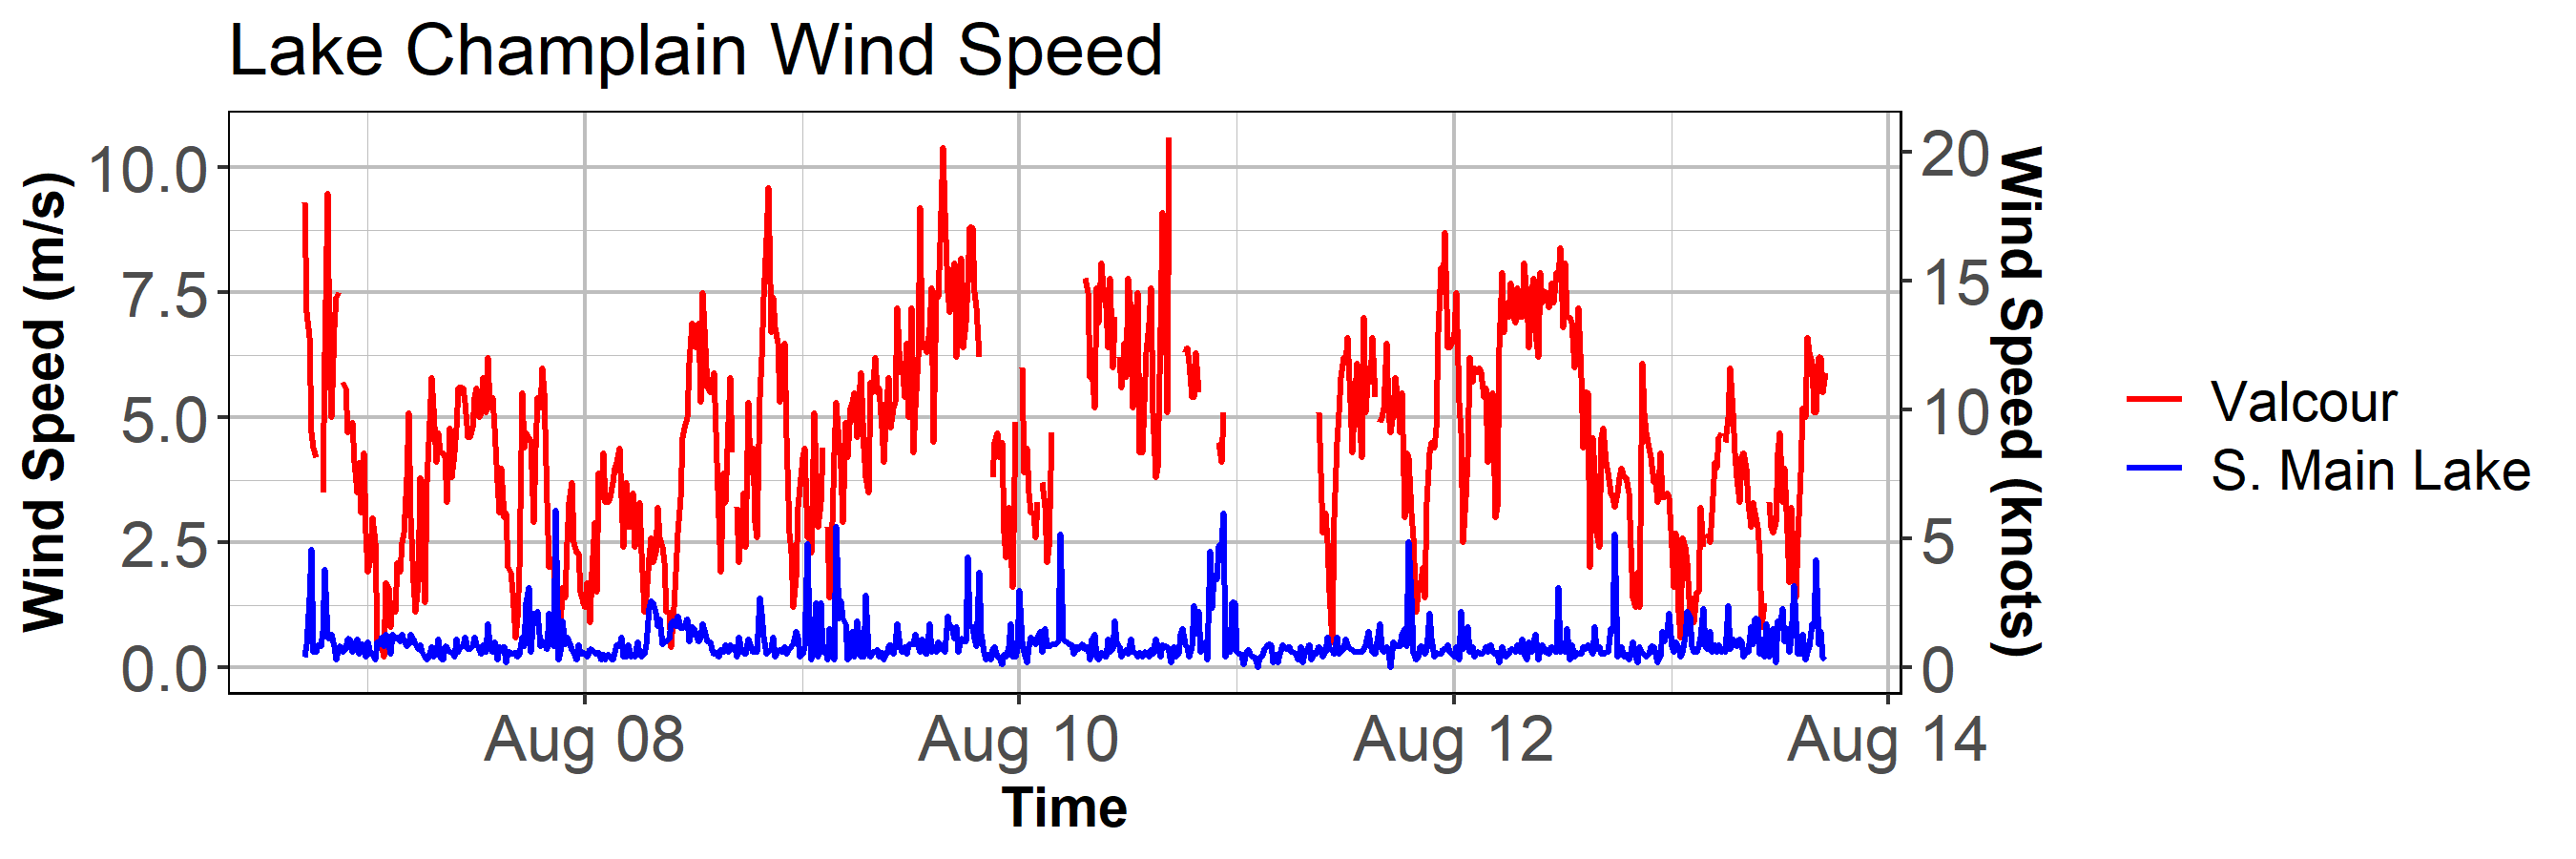 Lake Champlain Wind Speed
Wind Speed (m/s)
10.0
7.5
5.0
2.5
0.0
20
15
10
5
0
Wind Speed (knots)
Aug 08
Aug 10
Aug 12
Aug 14
Time
Valcour
S. Main Lake